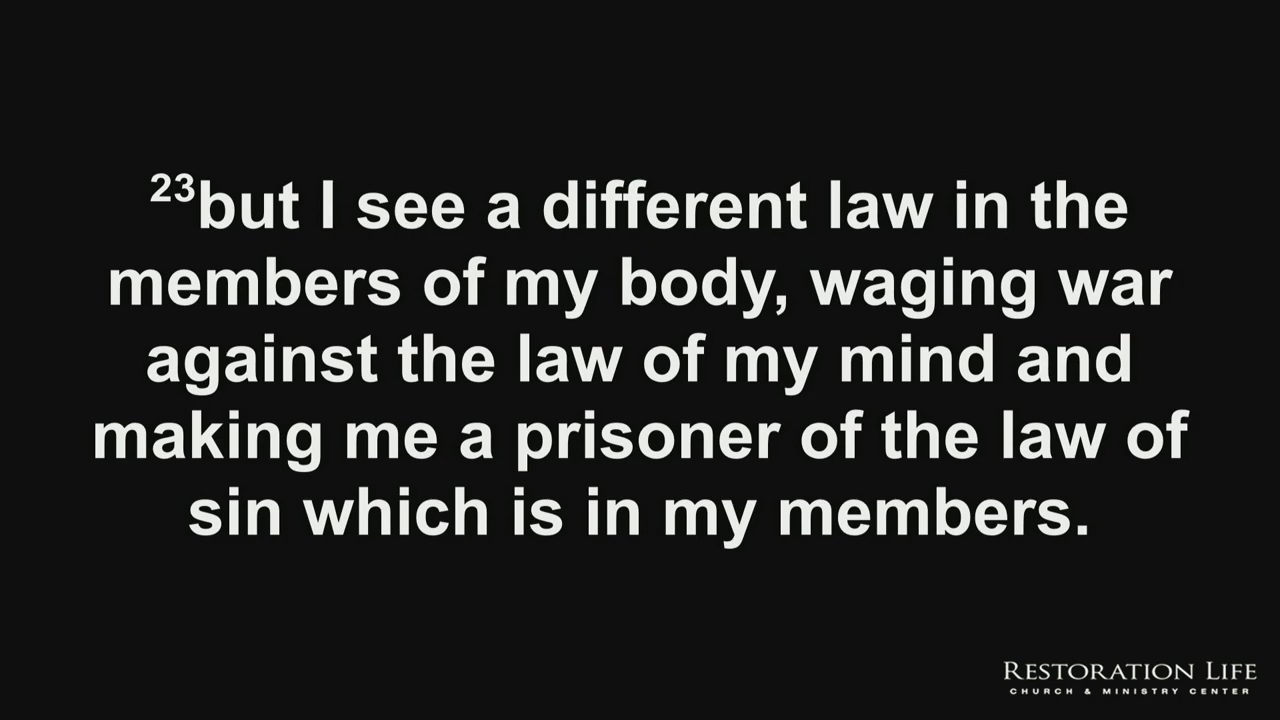 23but I see a different law in the
members of my body, waging war
against the law of my mind and
making me a prisoner of the law of
sin which is in my members.
RESTORATION LIFE
CHURCH & MINISTRY CENTER